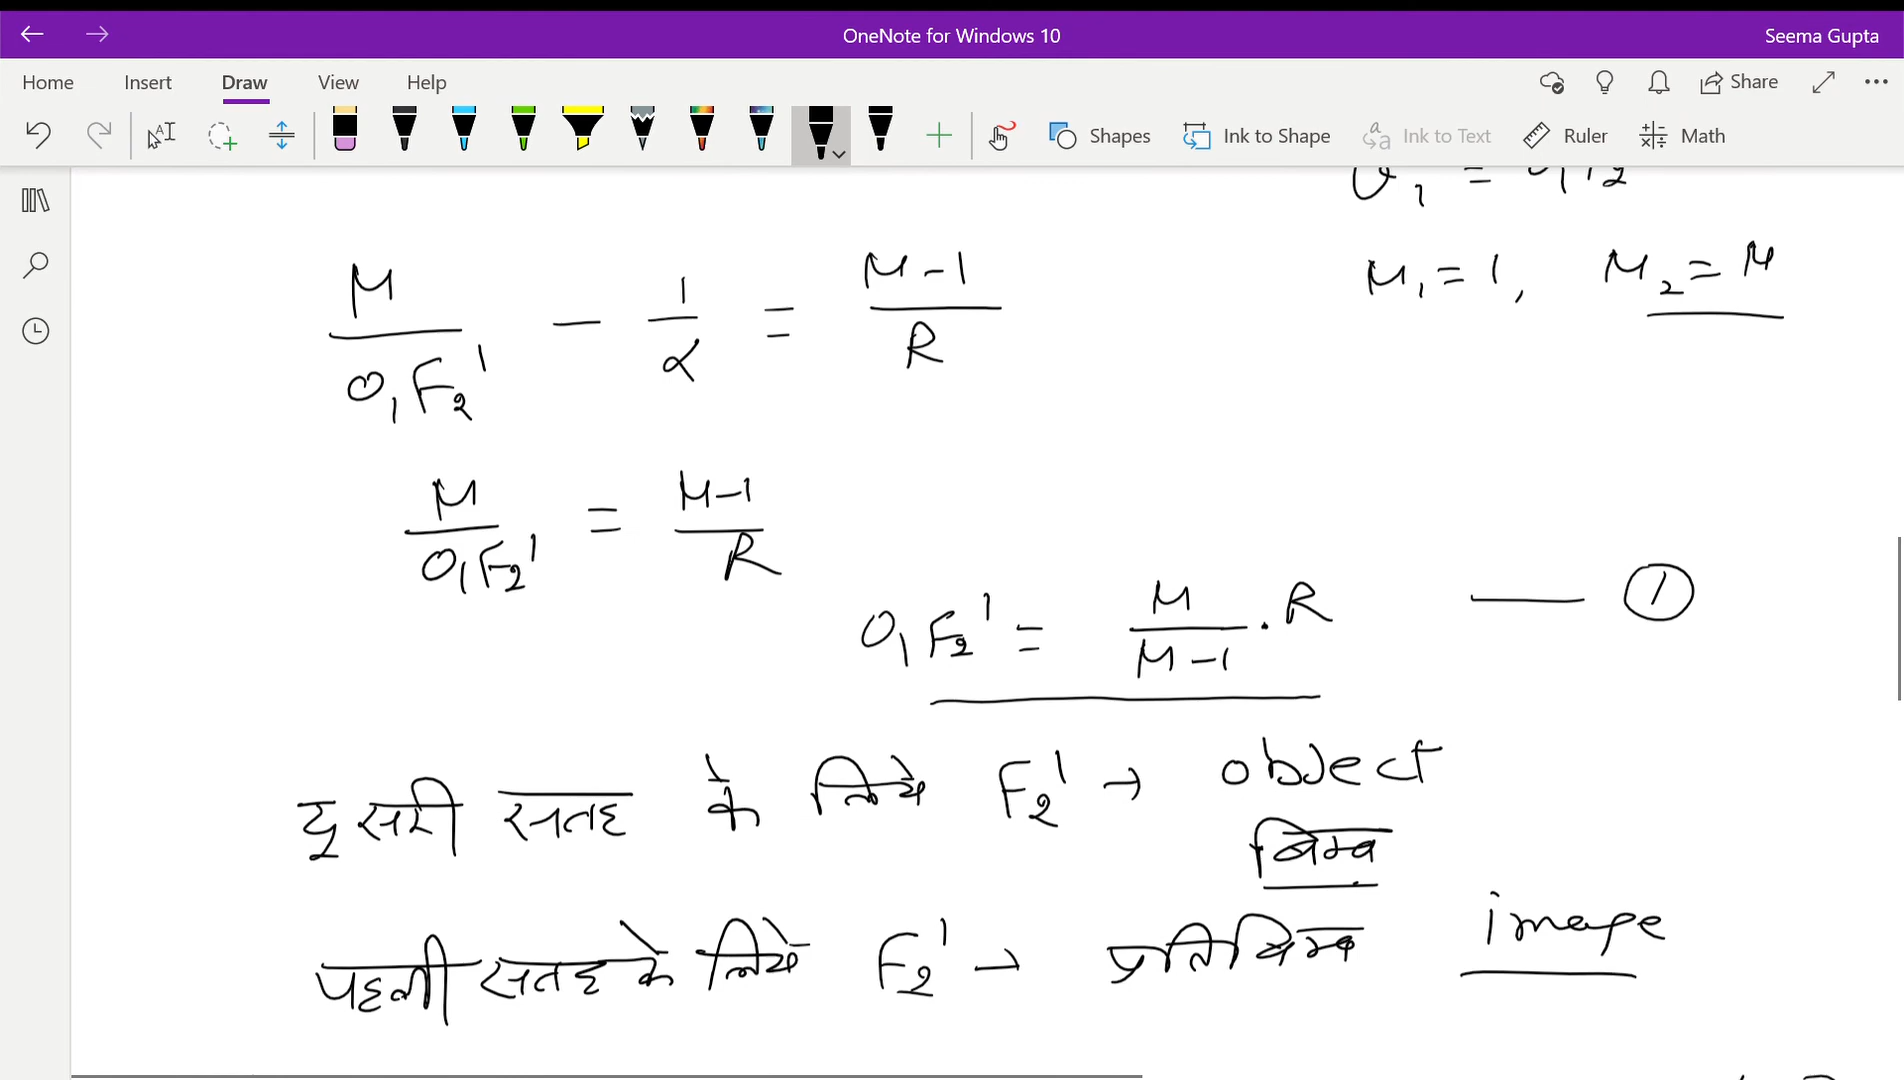 OneNote for Windows 10
Seema Gupta
Home Insert Draw View Help
Share
Shapes Ink to Shape Ink to Text Ruler Math
μ₁ = 1, μ₂ = μ
μ/O₁F₂' - 1/α = μ-1/R
μ/O₁F₂' = μ-1/R
O₁F₂' = μ/μ-1 · R —— ①
दूसरी सतह के लिये F₂' → object
बिम्ब
पहली सतह के लिये F₂' → प्रतिबिम्ब image